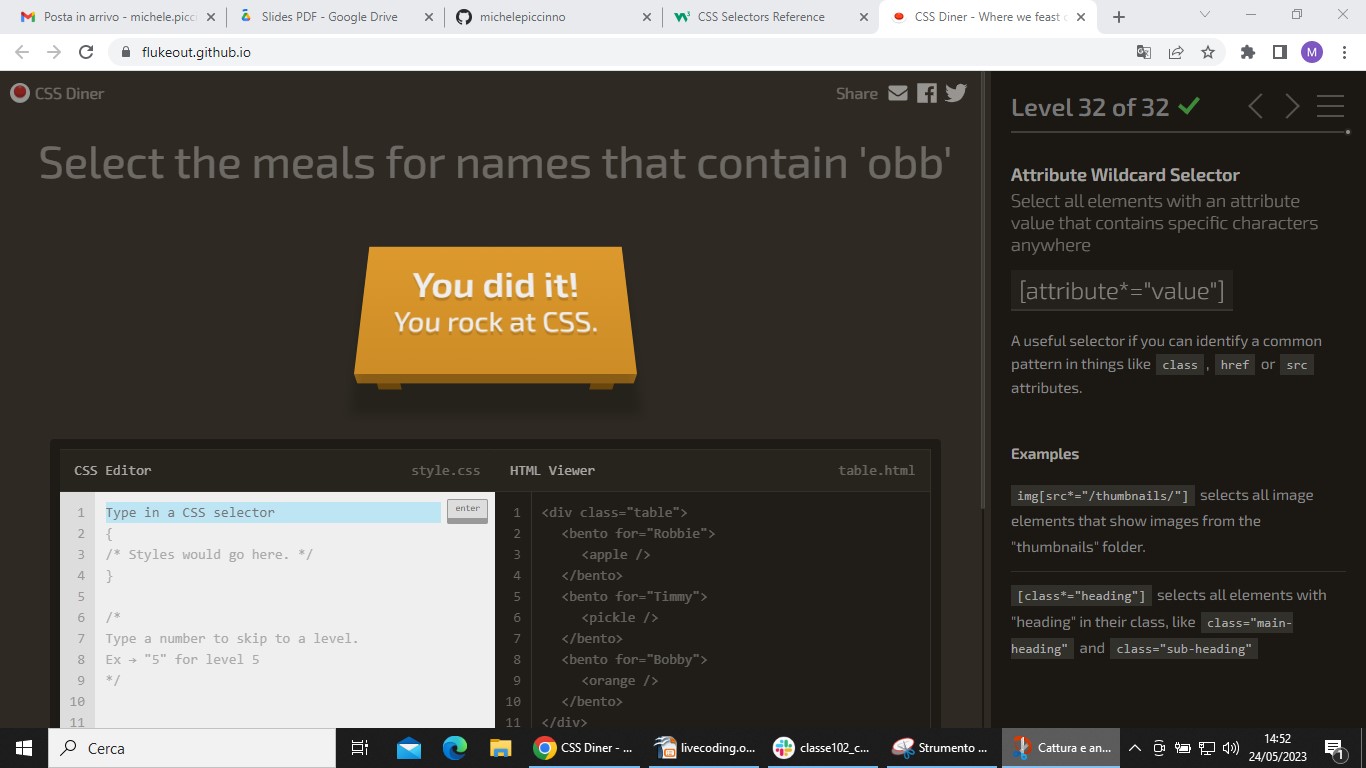 Posta in arrivo - michele.picc
Slides PDF - Google Drive
michelepiccinno
CSS Selectors Reference
CSS Diner - Where we feast o
flukeout.github.io
M
CSS Diner
Share
Select the meals for names that contain 'obb'
You did it!
You rock at CSS.
CSS Editor
style.css
1 Type in a CSS selector
enter
2 {
3 /* Styles would go here. */
4 }
5
6 /*
7 Type a number to skip to a level.
8 Ex → "5" for level 5
9 */
10
11
HTML Viewer
table.html
1 <div class="table">
2 <bento for="Robbie">
3 <apple />
4 </bento>
5 <bento for="Timmy">
6 <pickle />
7 </bento>
8 <bento for="Bobby">
9 <orange />
10 </bento>
11 </div>
Level 32 of 32
Attribute Wildcard Selector
Select all elements with an attribute
value that contains specific characters
anywhere
[attribute*="value"]
A useful selector if you can identify a common
pattern in things like class , href or src
attributes.
Examples
img[src*="/thumbnails/"] selects all image
elements that show images from the
"thumbnails" folder.
[class*="heading"] selects all elements with
"heading" in their class, like class="main-
heading" and class="sub-heading"
Cerca
CSS Diner - ...
livecoding.o...
classe102_c...
Strumento ...
Cattura e an...
14:52
24/05/2023
1